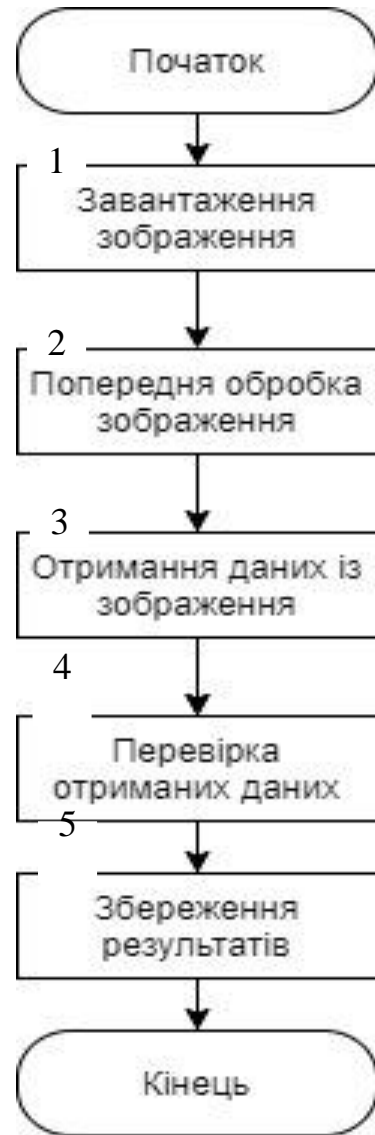 Початок
1
Завантаження
зображення
2
Попередня обробка
зображення
3
Отримання даних із
зображення
4
Перевірка
отриманих даних
5
Збереження
результатів
Кінець